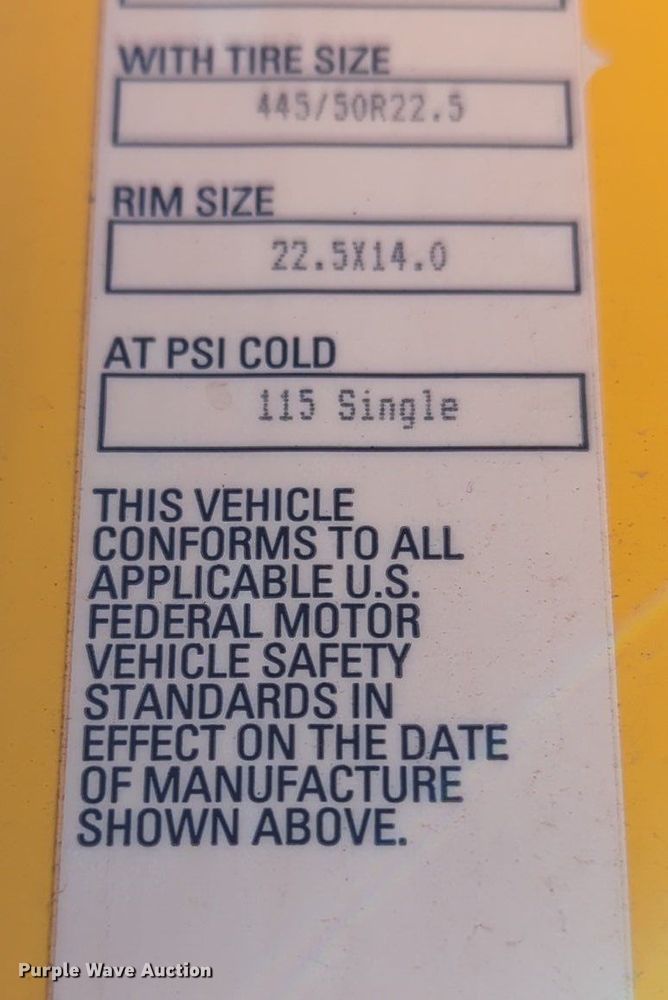 WITH TIRE SIZE
445/50R22.5
RIM SIZE
22.5X14.0
AT PSI COLD
115 Single
THIS VEHICLE
CONFORMS TO ALL
APPLICABLE U.S.
FEDERAL MOTOR
VEHICLE SAFETY
STANDARDS IN
EFFECT ON THE DATE
OF MANUFACTURE
SHOWN ABOVE.
Purple Wave Auction